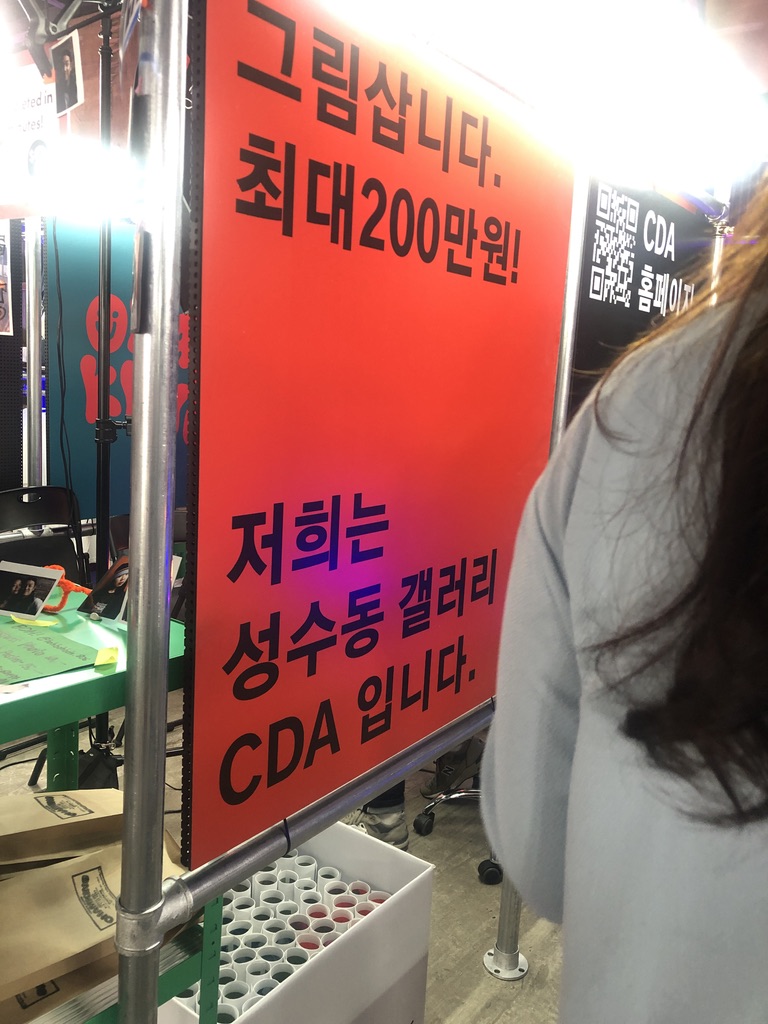 그림삽니다.
최대200만원!
저희는
성수동 갤러리
CDA 입니다.
CDA
홈페이지